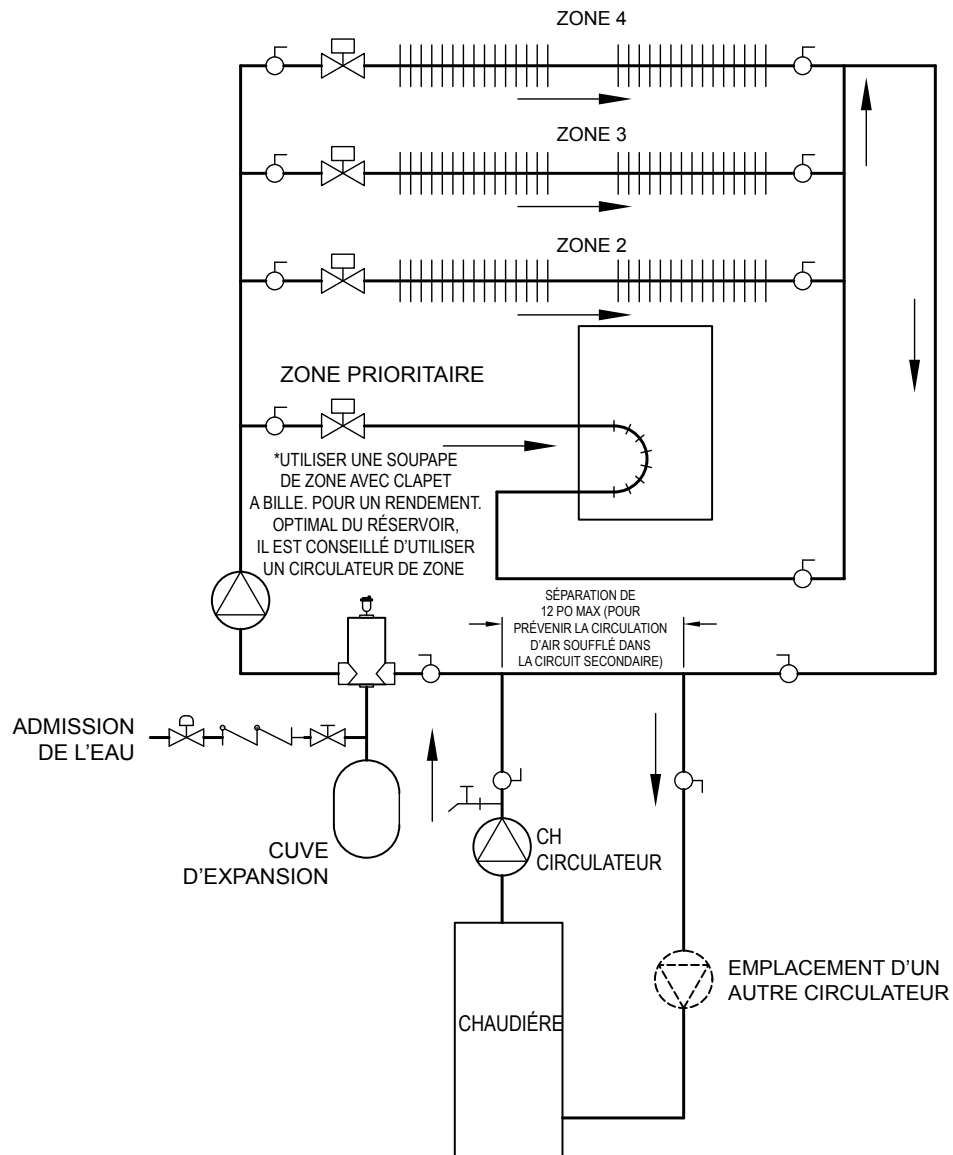 ZONE 4
ZONE 3
ZONE 2
ZONE PRIORITAIRE
*UTILISER UNE SOUPAPE
DE ZONE AVEC CLAPET
A BILLE. POUR UN RENDEMENT.
OPTIMAL DU RÉSERVOIR,
IL EST CONSEILLÉ D'UTILISER
UN CIRCULATEUR DE ZONE
SÉPARATION DE
12 PO MAX (POUR
PRÉVENIR LA CIRCULATION
D'AIR SOUFFLÉ DANS
LA CIRCUIT SECONDAIRE)
ADMISSION
DE L'EAU
CUVE
D'EXPANSION
CH
CIRCULATEUR
CHAUDIÉRE
EMPLACEMENT D'UN
AUTRE CIRCULATEUR